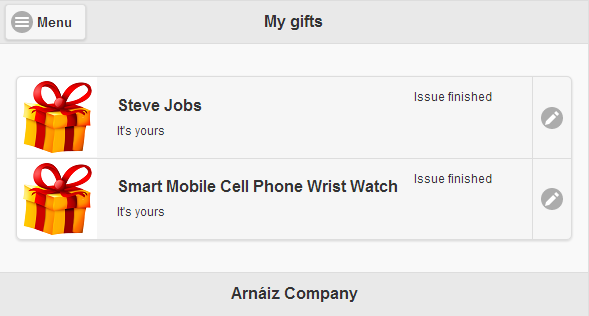 Menu
My gifts
Steve Jobs
Issue finished
It's yours
Smart Mobile Cell Phone Wrist Watch
Issue finished
It's yours
Arnáiz Company